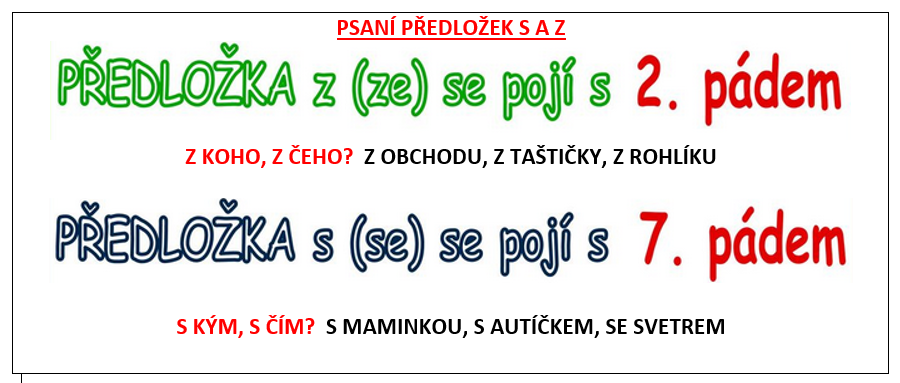 PSANÍ PŘEDLOŽEK S A Z
PŘEDLOŽKA z (ze) se pojí s 2. pádem
Z KOHO, Z ČEHO? Z OBCHODU, Z TAŠTIČKY, Z ROHLÍKU
PŘEDLOŽKA s (se) se pojí s 7. pádem
S KÝM, S ČÍM? S MAMINKOU, S AUTÍČKEM, SE SVETREM